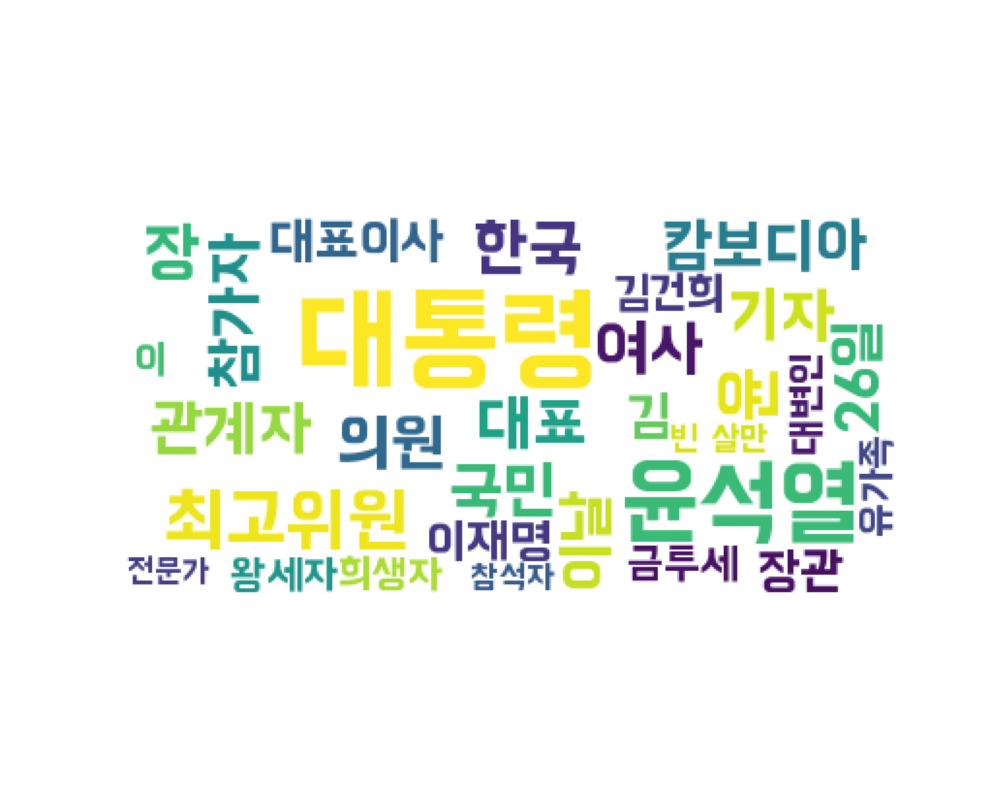 장
참가자
대표이사
한국
캄보디아
대통령
김건희
여사
기자
26일
의
관계자
의원
대표
김
윤
빈 살만
대변인
최고위원
국민
이재명
이날
윤석열
유가족
전문가
왕세자
희생자
참석자
금투세
장관